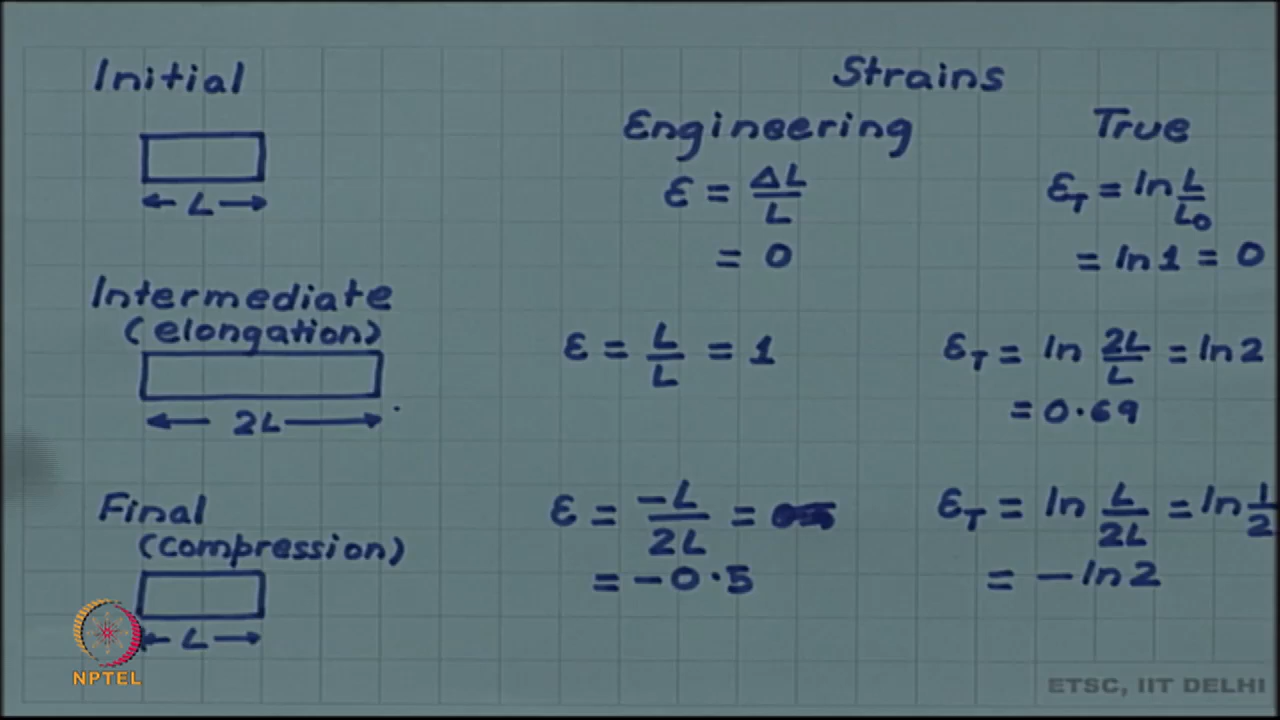 Initial
L
Strains
Engineering
True
ε = ΔL/L
= 0
ε_T = ln L/L₀
= ln 1 = 0
Intermediate
(elongation)
2L
ε = L/L = 1
ε_T = ln 2L/L = ln 2
= 0.69
Final
(compression)
L
ε = -L/2L =
= -0.5
ε_T = ln L/2L = ln 1/2
= -ln 2
NPTEL
ETSC, IIT DELHI